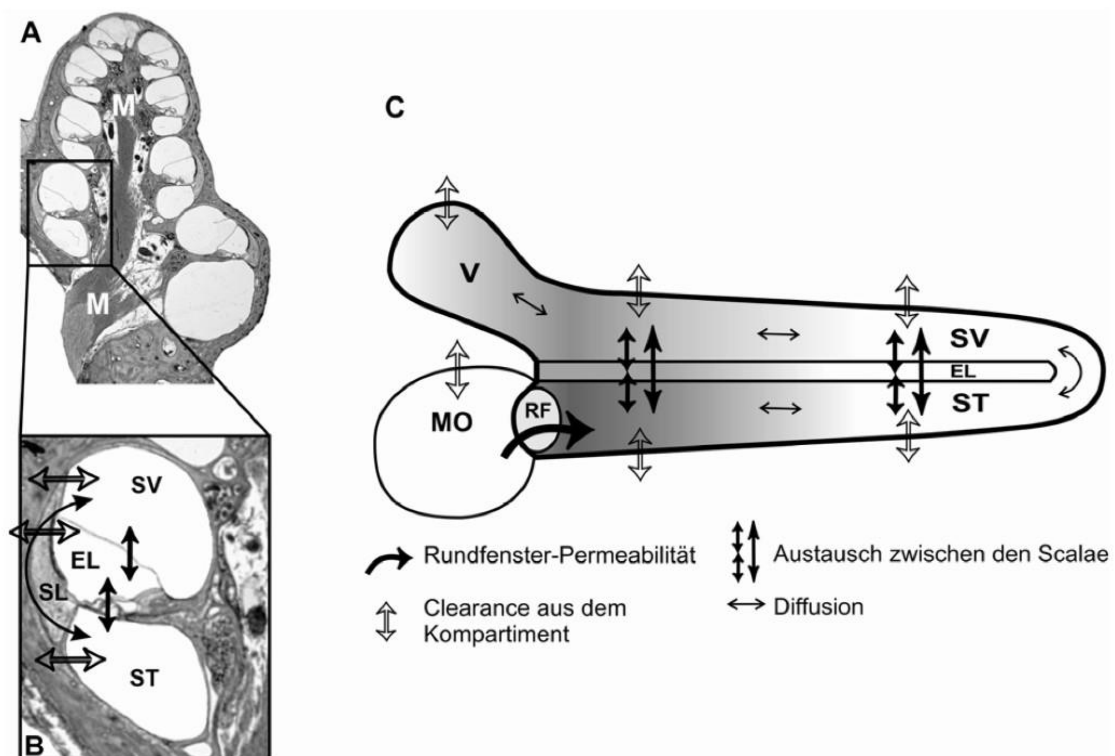 A
M
M
SV
EL
SL
ST
B
C
V
SV
EL
ST
MO
RF
Rundfenster-Permeabilität
Clearance aus dem
Kompartiment
Austausch zwischen den Scalae
Diffusion